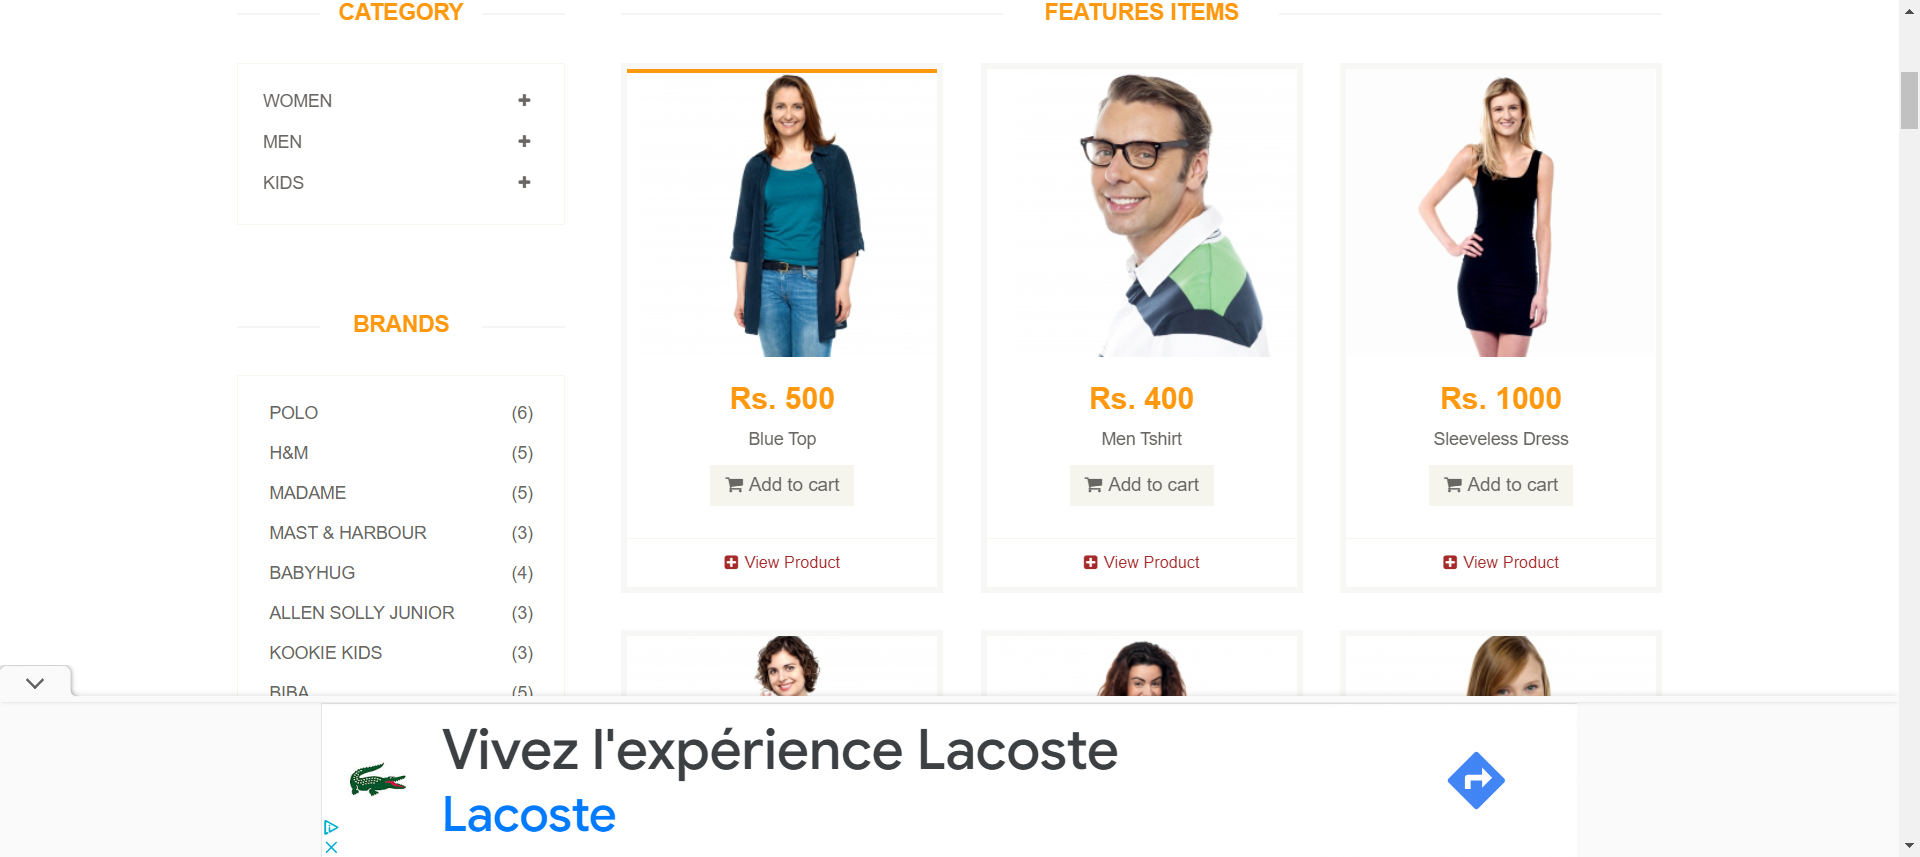 CATEGORY
WOMEN
MEN
KIDS
BRANDS
POLO (6)
H&M (5)
MADAME (5)
MAST & HARBOUR (3)
BABYHUG (4)
ALLEN SOLLY JUNIOR (3)
KOOKIE KIDS (3)
BIBA (5)
FEATURES ITEMS
Rs. 500
Blue Top
Add to cart
View Product
Rs. 400
Men Tshirt
Add to cart
View Product
Rs. 1000
Sleeveless Dress
Add to cart
View Product
Vivez l'expérience Lacoste
Lacoste